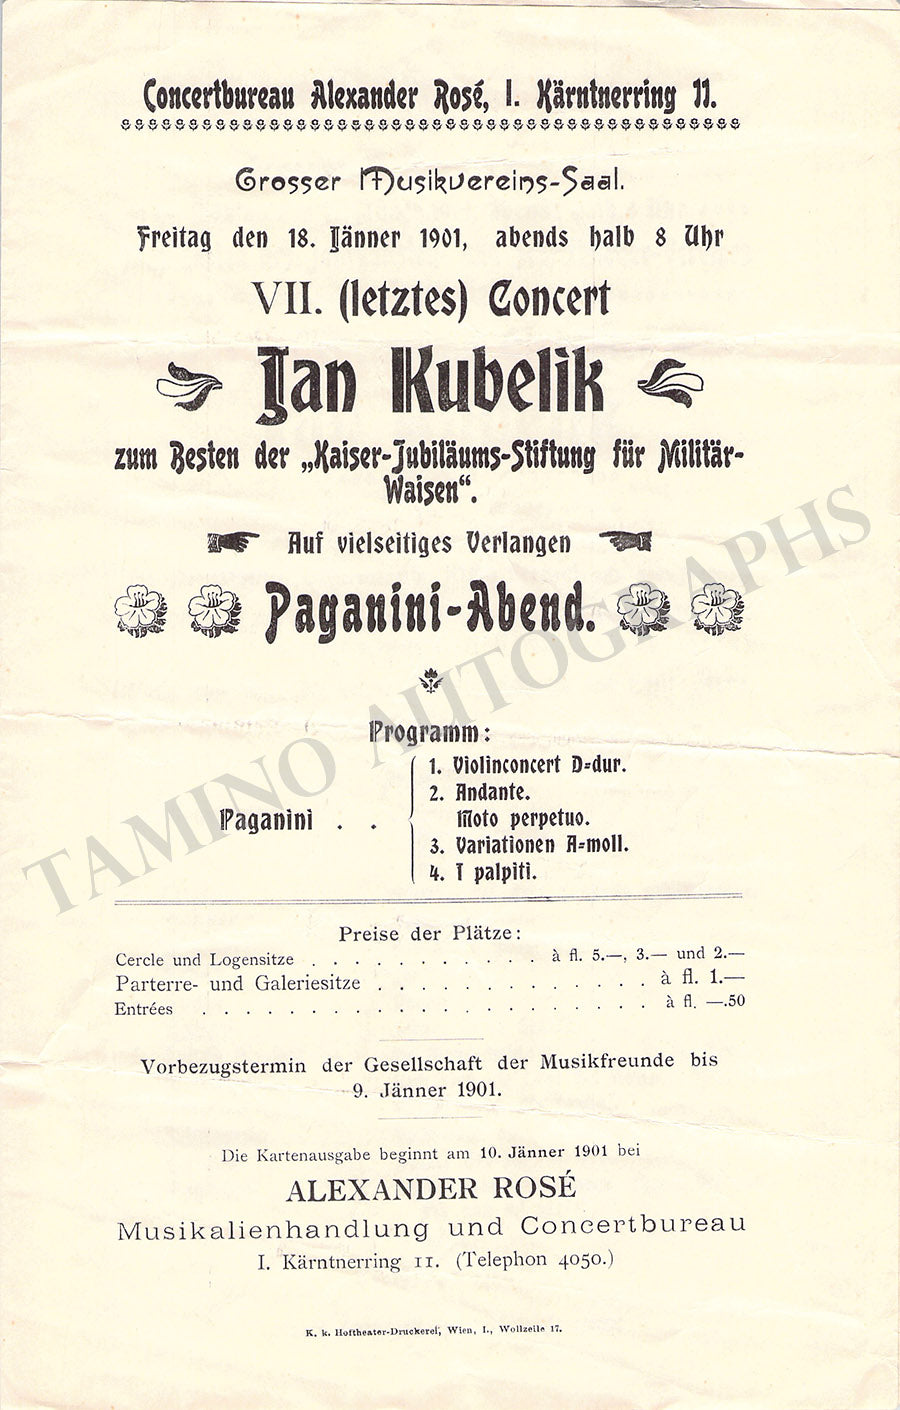 Concertbureau Alexander Rosé, I. Kärntnerring 11.
Grosser Musikvereins-Saal.
Freitag den 18. Jänner 1901, abends halb 8 Uhr
VII. (letztes) Concert
Jan Kubelik
zum Besten der „Kaiser-Jubiläums-Stiftung für Militär-
Waisen“.
Auf vielseitiges Verlangen
Paganini-Abend.
Programm:
1. Violinconcert D-dur.
2. Andante.
Moto perpetuo.
Paganini . .
3. Variationen A-moll.
4. I palpiti.
Preise der Plätze:
Cercle und Logensitze . . . . . . . . . . à fl. 5.—, 3.— und 2.—
Parterre- und Galeriesitze . . . . . . . . . . . à fl. 1.—
Entrées . . . . . . . . . . . . . . . . . . à fl. —.50
Vorbezugstermin der Gesellschaft der Musikfreunde bis
9. Jänner 1901.
Die Kartenausgabe beginnt am 10. Jänner 1901 bei
ALEXANDER ROSÉ
Musikalienhandlung und Concertbureau
I. Kärntnerring 11. (Telephon 4050.)
K. k. Hoftheater-Druckerei, Wien, I., Wollzeile 17.
TAMINO AUTOGRAPHS